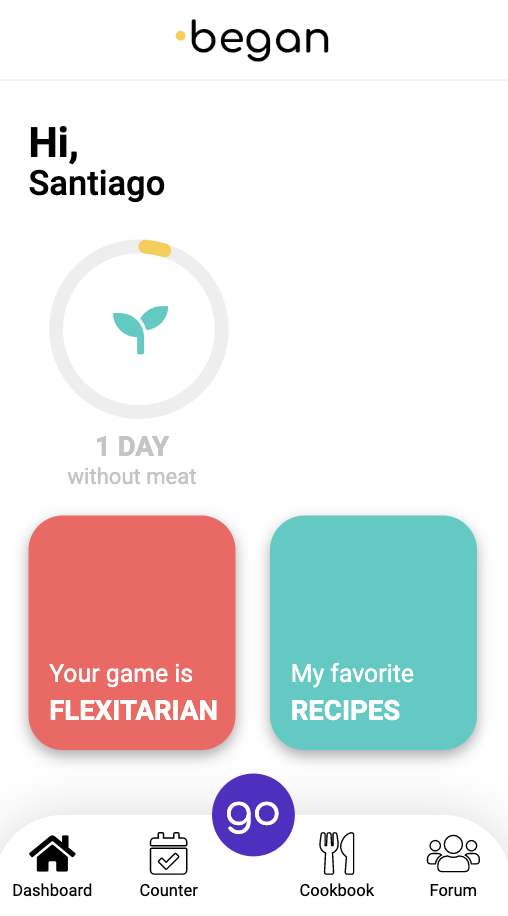 began
Hi,
Santiago
1 DAY
without meat
Your game is
FLEXITARIAN
My favorite
RECIPES
go
Dashboard
Counter
Cookbook
Forum